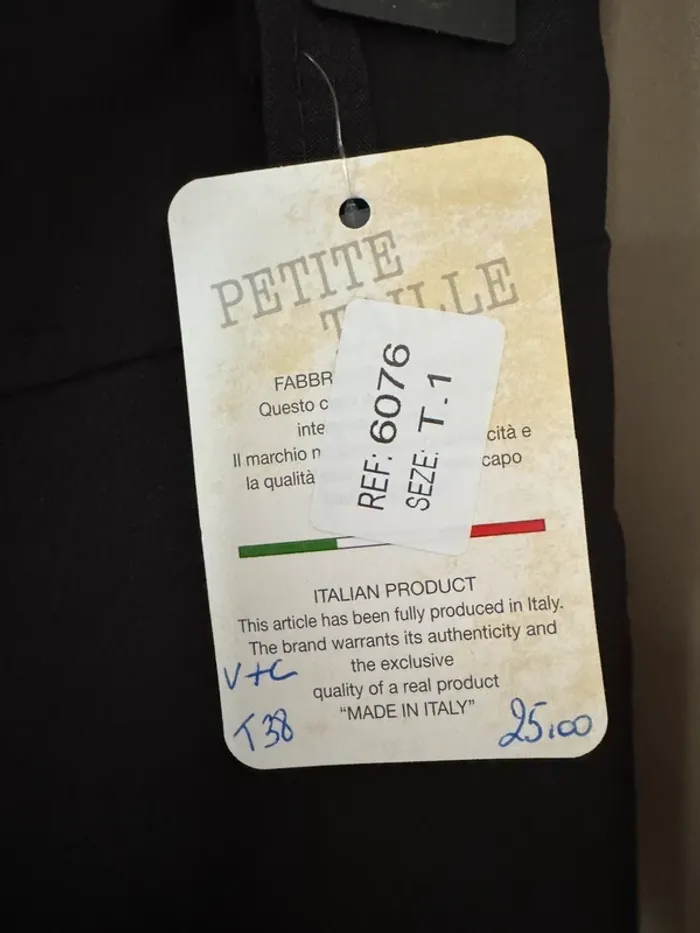 PETITE
TAILLE
FABBR
Questo c
inte
cità e
Il marchio n
capo
la qualità
REF: 6076
SEZE: T.1
ITALIAN PRODUCT
This article has been fully produced in Italy.
The brand warrants its authenticity and
the exclusive
quality of a real product
“MADE IN ITALY”
V+C
T38
25.00